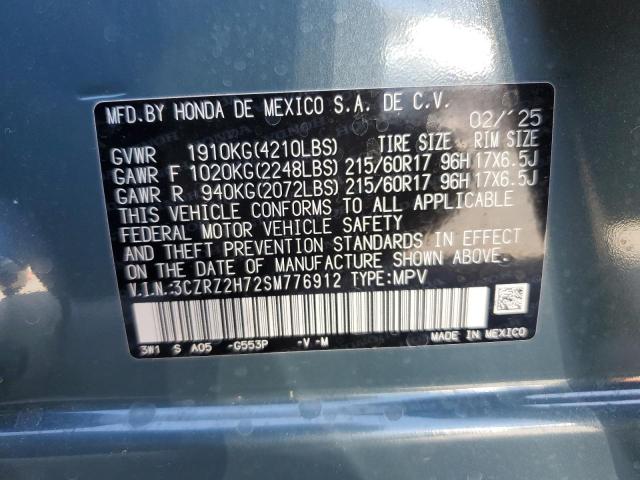 MFD.BY HONDA DE MEXICO S.A. DE C.V.
02/'25
TIRE SIZE RIM SIZE
GVWR 1910KG(4210LBS)
GAWR F 1020KG(2248LBS) 215/60R17 96H 17X6.5J
GAWR R 940KG(2072LBS) 215/60R17 96H 17X6.5J
THIS VEHICLE CONFORMS TO ALL APPLICABLE
FEDERAL MOTOR VEHICLE SAFETY
AND THEFT PREVENTION STANDARDS IN EFFECT
ON THE DATE OF MANUFACTURE SHOWN ABOVE.
V.I.N.:3CZRZ2H72SM776912 TYPE:MPV
3W1 S A05 -G553P -V -M MADE IN MEXICO